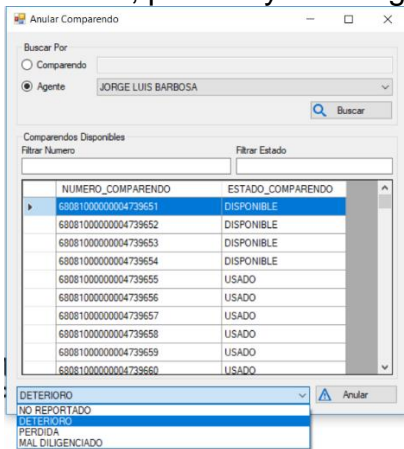 Anular Comparendo
Buscar Por
Comparendo
Agente JORGE LUIS BARBOSA
Buscar
Comparendos Disponibles
Filtrar Numero Filtrar Estado
NUMERO_COMPARENDO ESTADO_COMPARENDO
68081000000004739651 DISPONIBLE
68081000000004739652 DISPONIBLE
68081000000004739653 DISPONIBLE
68081000000004739654 DISPONIBLE
68081000000004739655 USADO
68081000000004739656 USADO
68081000000004739657 USADO
68081000000004739658 USADO
68081000000004739659 USADO
68081000000004739660 USADO
DETERIORO Anular
NO REPORTADO
DETERIORO
PERDIDA
MAL DILIGENCIADO